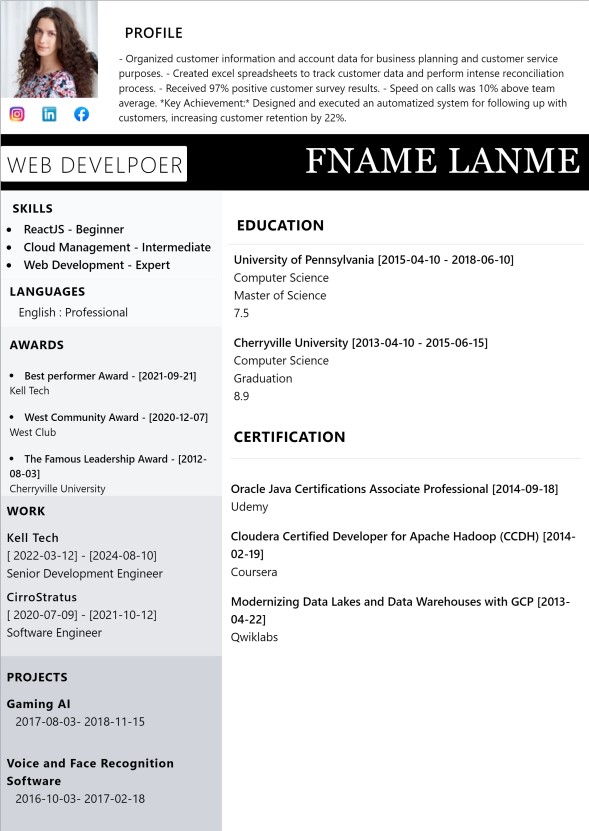 PROFILE
- Organized customer information and account data for business planning and customer service
purposes. - Created excel spreadsheets to track customer data and perform intense reconciliation
process. - Received 97% positive customer survey results. - Speed on calls was 10% above team
average. *Key Achievement:* Designed and executed an automatized system for following up with
customers, increasing customer retention by 22%.
WEB DEVELPOER
FNAME LANME
SKILLS
• ReactJS - Beginner
• Cloud Management - Intermediate
• Web Development - Expert
LANGUAGES
English : Professional
AWARDS
• Best performer Award - [2021-09-21]
Kell Tech
• West Community Award - [2020-12-07]
West Club
• The Famous Leadership Award - [2012-
08-03]
Cherryville University
WORK
Kell Tech
[ 2022-03-12] - [2024-08-10]
Senior Development Engineer
CirroStratus
[ 2020-07-09] - [2021-10-12]
Software Engineer
PROJECTS
Gaming AI
2017-08-03- 2018-11-15
Voice and Face Recognition
Software
2016-10-03- 2017-02-18
EDUCATION
University of Pennsylvania [2015-04-10 - 2018-06-10]
Computer Science
Master of Science
7.5
Cherryville University [2013-04-10 - 2015-06-15]
Computer Science
Graduation
8.9
CERTIFICATION
Oracle Java Certifications Associate Professional [2014-09-18]
Udemy
Cloudera Certified Developer for Apache Hadoop (CCDH) [2014-
02-19]
Coursera
Modernizing Data Lakes and Data Warehouses with GCP [2013-
04-22]
Qwiklabs